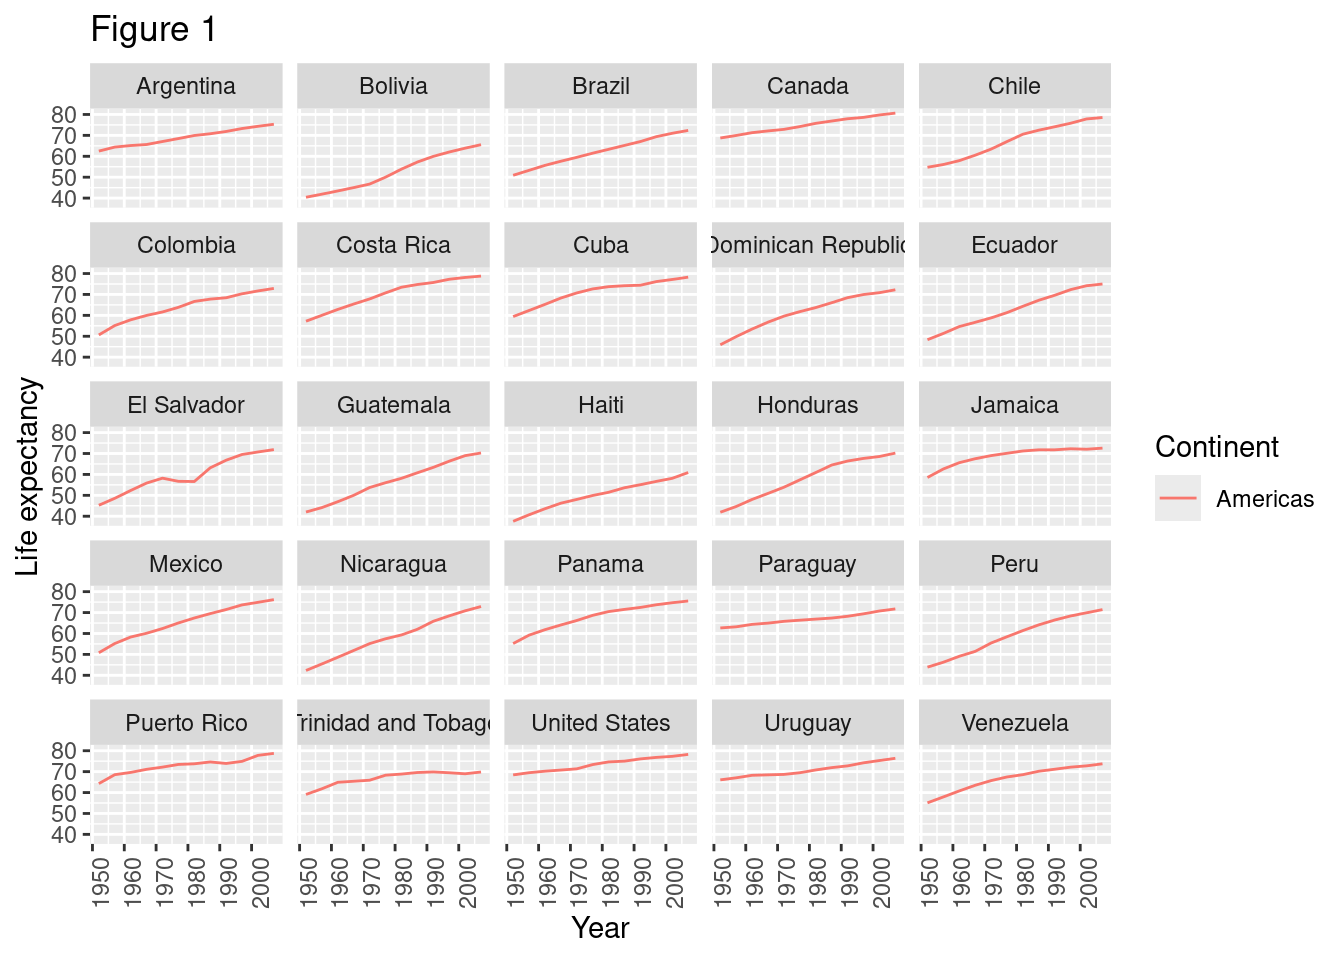 Figure 1
Argentina Bolivia Brazil Canada Chile
80
70
60
50
40
Colombia Costa Rica Cuba Dominican Republic Ecuador
80
70
60
50
40
El Salvador Guatemala Haiti Honduras Jamaica
80
70
60
50
40
Mexico Nicaragua Panama Paraguay Peru
80
70
60
50
40
Puerto Rico Trinidad and Tobago United States Uruguay Venezuela
80
70
60
50
40
1950 1960 1970 1980 1990 2000 1950 1960 1970 1980 1990 2000 1950 1960 1970 1980 1990 2000 1950 1960 1970 1980 1990 2000 1950 1960 1970 1980 1990 2000
Year
Life expectancy
Continent
Americas